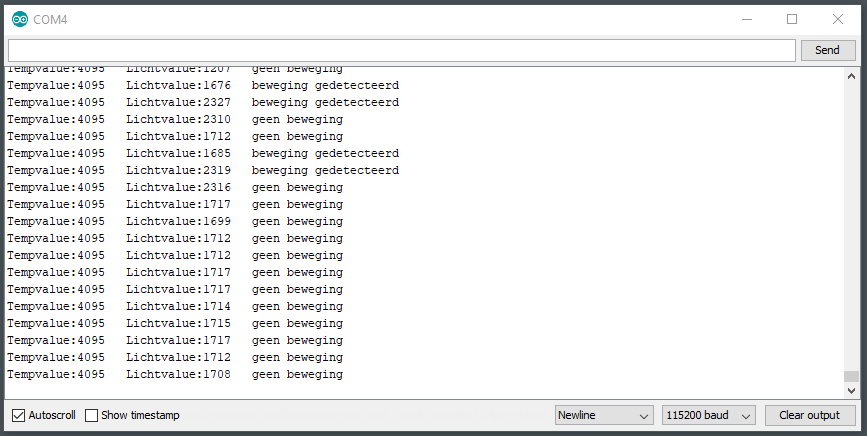 COM4
Send
Tempvalue:4095 Lichtvalue:1207 geen beweging
Tempvalue:4095 Lichtvalue:1676 beweging gedetecteerd
Tempvalue:4095 Lichtvalue:2327 beweging gedetecteerd
Tempvalue:4095 Lichtvalue:2310 geen beweging
Tempvalue:4095 Lichtvalue:1712 geen beweging
Tempvalue:4095 Lichtvalue:1685 beweging gedetecteerd
Tempvalue:4095 Lichtvalue:2319 beweging gedetecteerd
Tempvalue:4095 Lichtvalue:2316 geen beweging
Tempvalue:4095 Lichtvalue:1717 geen beweging
Tempvalue:4095 Lichtvalue:1699 geen beweging
Tempvalue:4095 Lichtvalue:1712 geen beweging
Tempvalue:4095 Lichtvalue:1712 geen beweging
Tempvalue:4095 Lichtvalue:1717 geen beweging
Tempvalue:4095 Lichtvalue:1717 geen beweging
Tempvalue:4095 Lichtvalue:1714 geen beweging
Tempvalue:4095 Lichtvalue:1715 geen beweging
Tempvalue:4095 Lichtvalue:1717 geen beweging
Tempvalue:4095 Lichtvalue:1712 geen beweging
Tempvalue:4095 Lichtvalue:1708 geen beweging
Autoscroll Show timestamp Newline 115200 baud Clear output